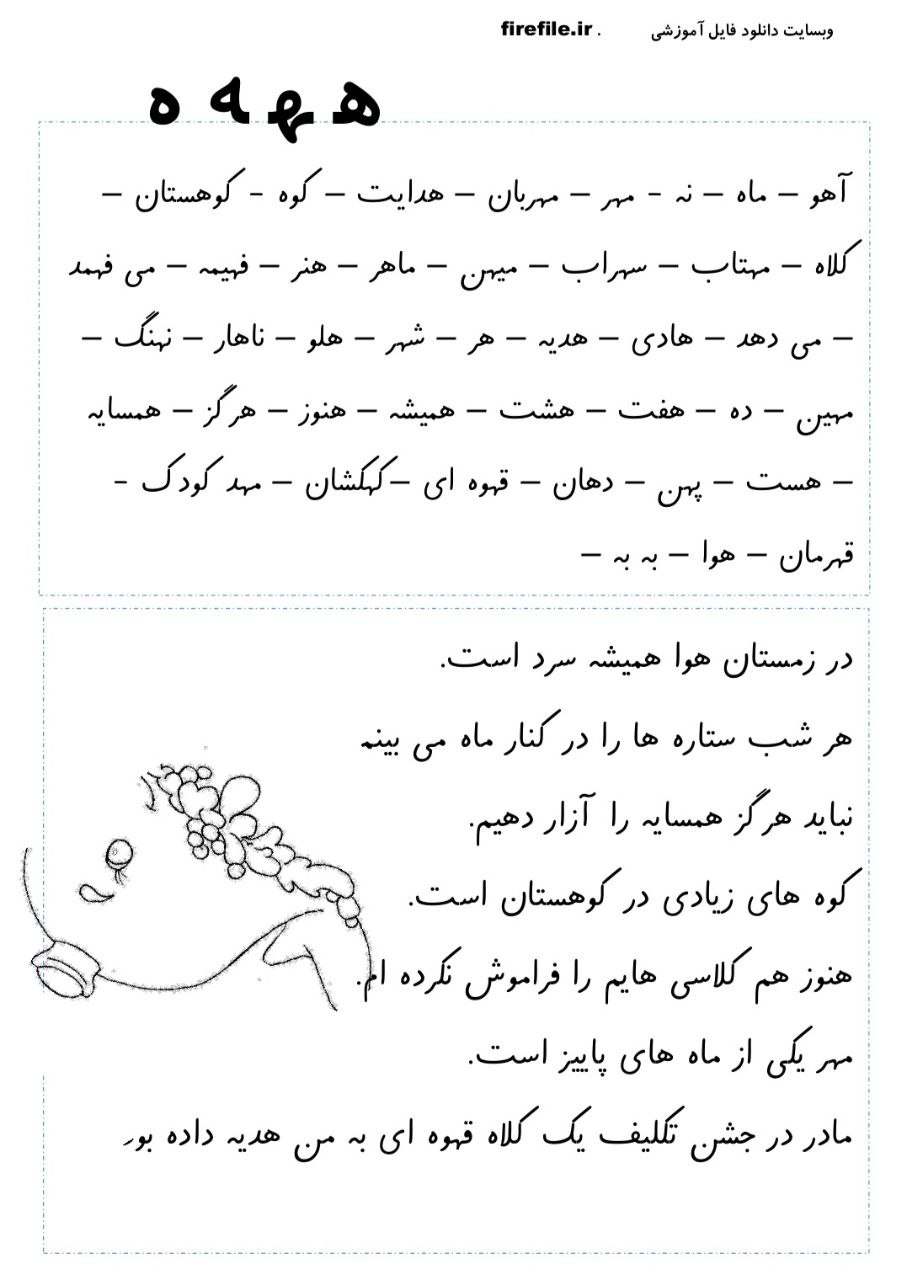 وبسایت دانلود فایل آموزشی . firefile.ir
هـ ـهـ ـه ه
آهو – ماه – نه - مهر – مهربان – هدایت – کوه - کوهستان –
کلاه – مهتاب – سهراب – میهن – ماهر – هنر – فهیمه – می فهمد
– می دهد – هادی – هدیه – هر – شهر – هلو – ناهار – نهنگ –
مهین – ده – هفت – هشت – همیشه – هنوز – هرگز – همسایه
– هست – پهن – دهان – قهوه ای –کهکشان – مهد کودک -
قهرمان – هوا – به به –
در زمستان هوا همیشه سرد است.
هر شب ستاره ها را در کنار ماه می بینم
نباید هرگز همسایه را آزار دهیم.
کوه های زیادی در کوهستان است.
هنوز هم کلاسی هایم را فراموش نکرده ام.
مهر یکی از ماه های پاییز است.
مادر در جشن تکلیف یک کلاه قهوه ای به من هدیه داده بو